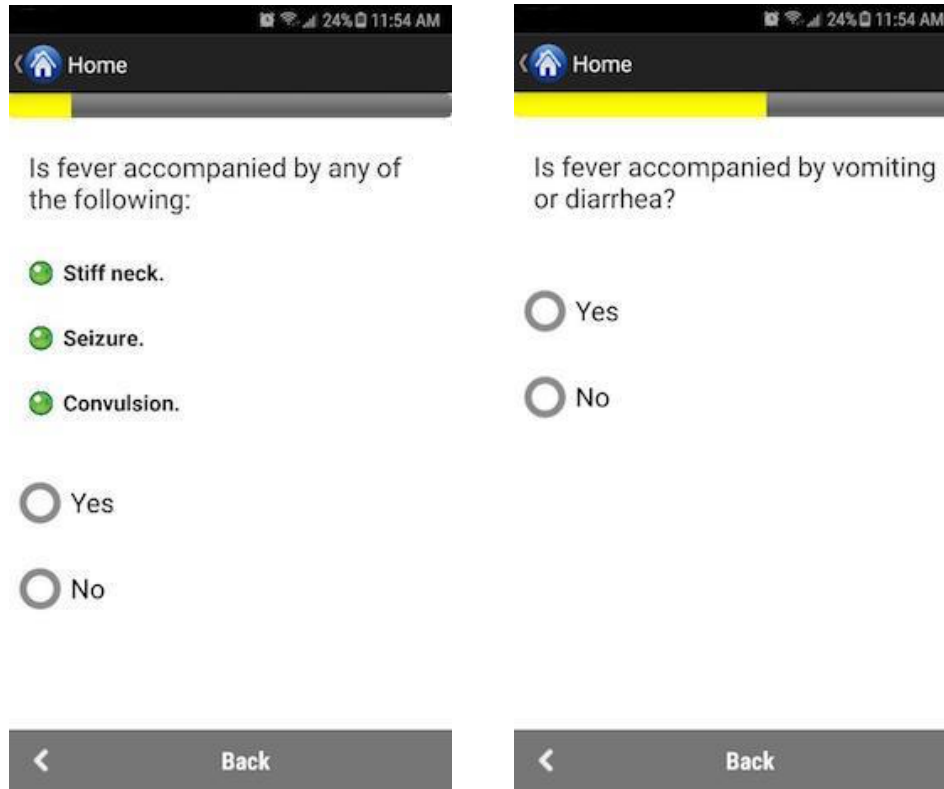 24% 11:54 AM
Home
Is fever accompanied by any of
the following:
Stiff neck.
Seizure.
Convulsion.
Yes
No
Back
24% 11:54 AM
Home
Is fever accompanied by vomiting
or diarrhea?
Yes
No
Back